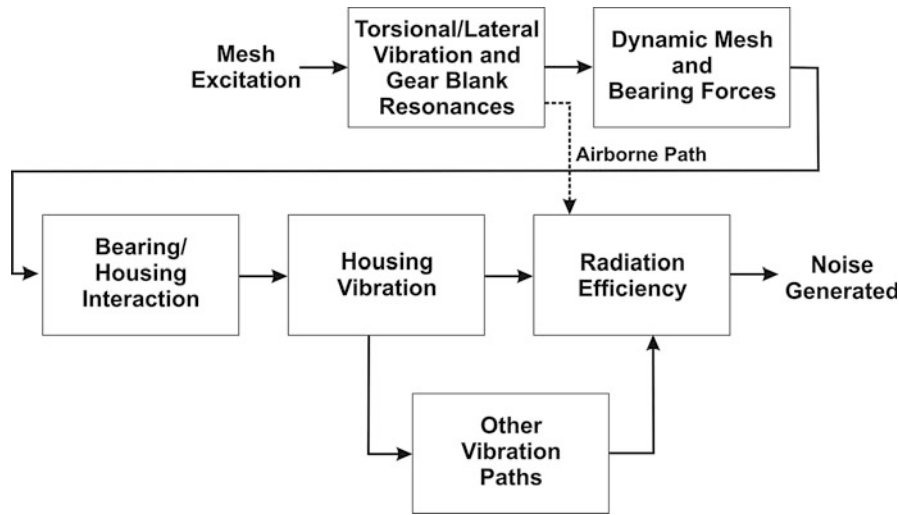 Mesh
Excitation
Torsional/Lateral
Vibration and
Gear Blank
Resonances
Dynamic Mesh
and
Bearing Forces
Airborne Path
Bearing/
Housing
Interaction
Housing
Vibration
Radiation
Efficiency
Noise
Generated
Other
Vibration
Paths